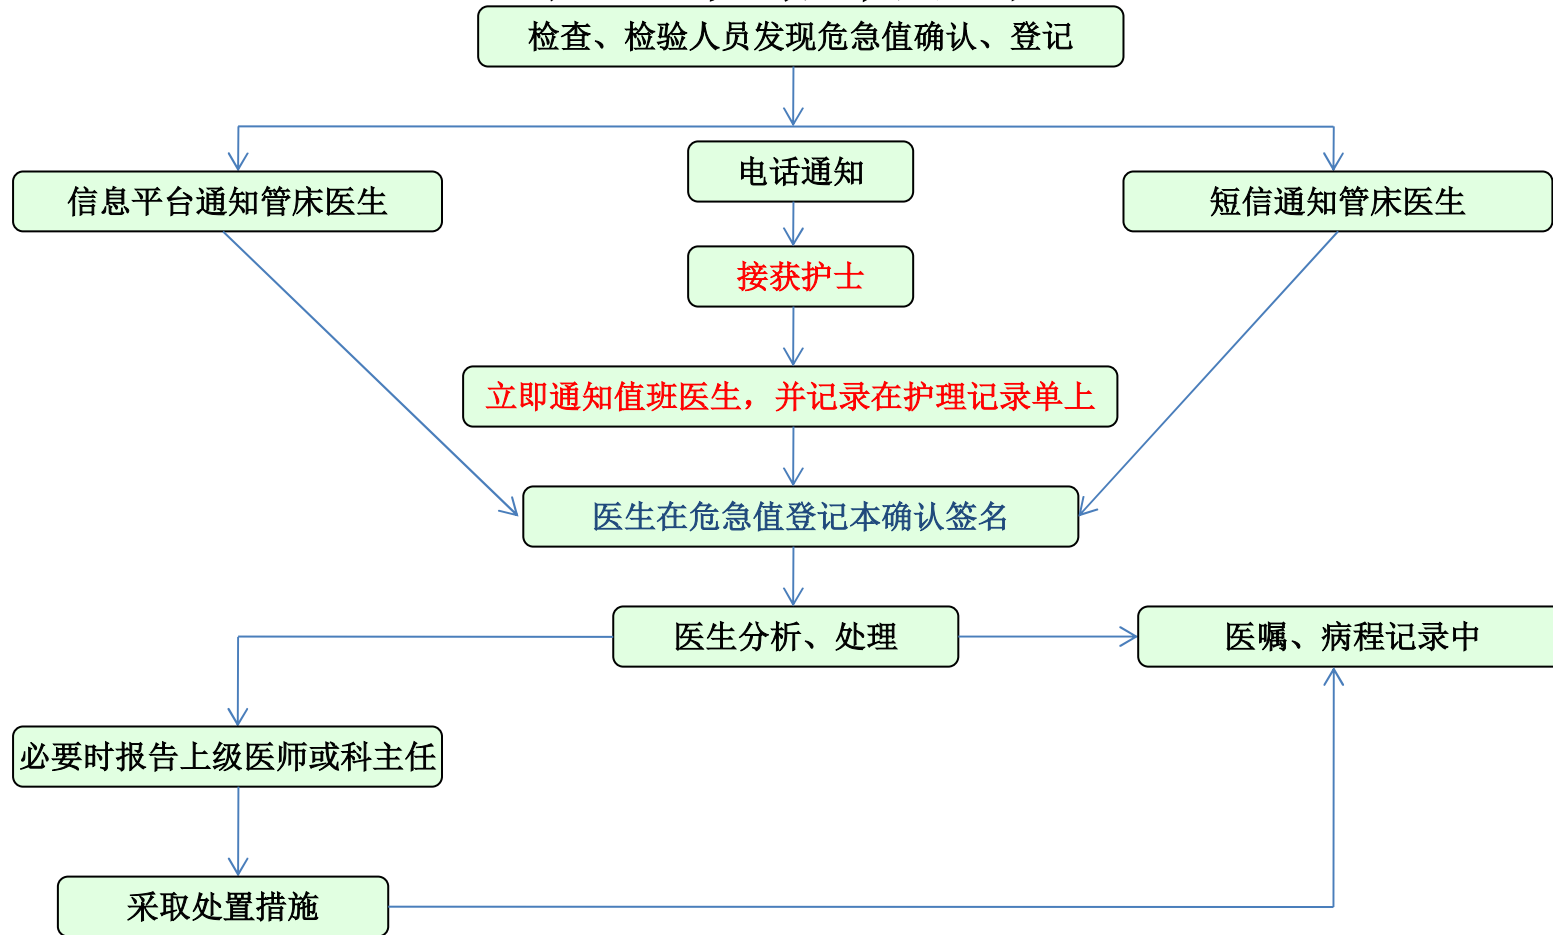 检查、检验人员发现危急值确认、登记
电话通知
信息平台通知管床医生
短信通知管床医生
接获护士
立即通知值班医生，并记录在护理记录单上
医生在危急值登记本确认签名
医生分析、处理
医嘱、病程记录中
必要时报告上级医师或科主任
采取处置措施